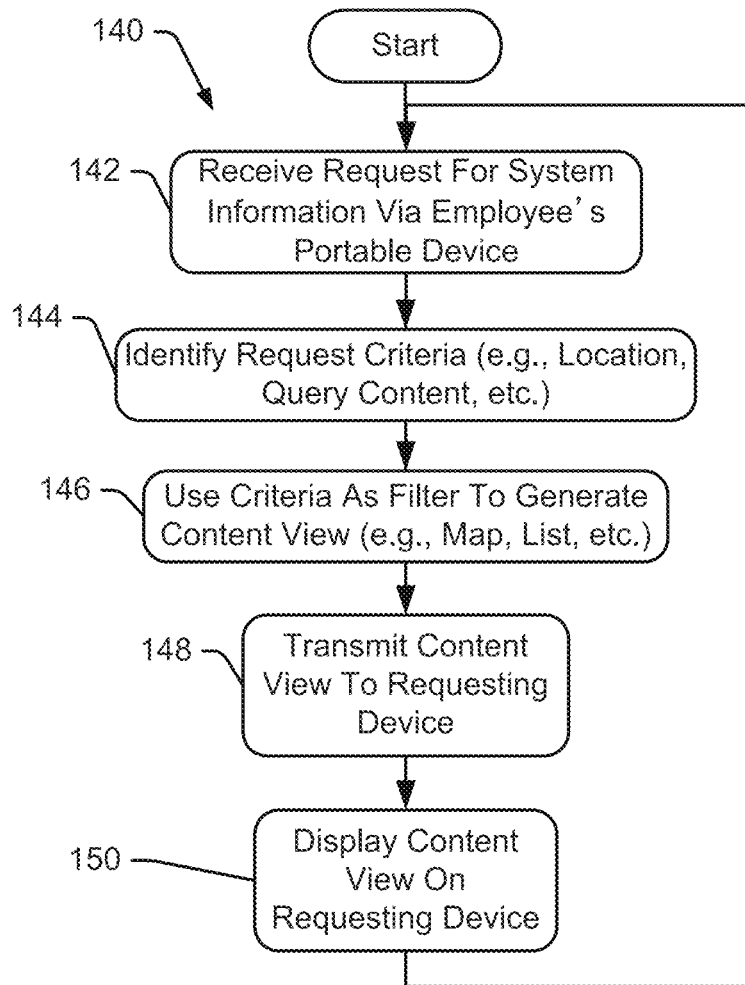 140
Start
142
Receive Request For System
Information Via Employee's
Portable Device
144
Identify Request Criteria (e.g., Location,
Query Content, etc.)
146
Use Criteria As Filter To Generate
Content View (e.g., Map, List, etc.)
148
Transmit Content
View To Requesting
Device
150
Display Content
View On
Requesting Device